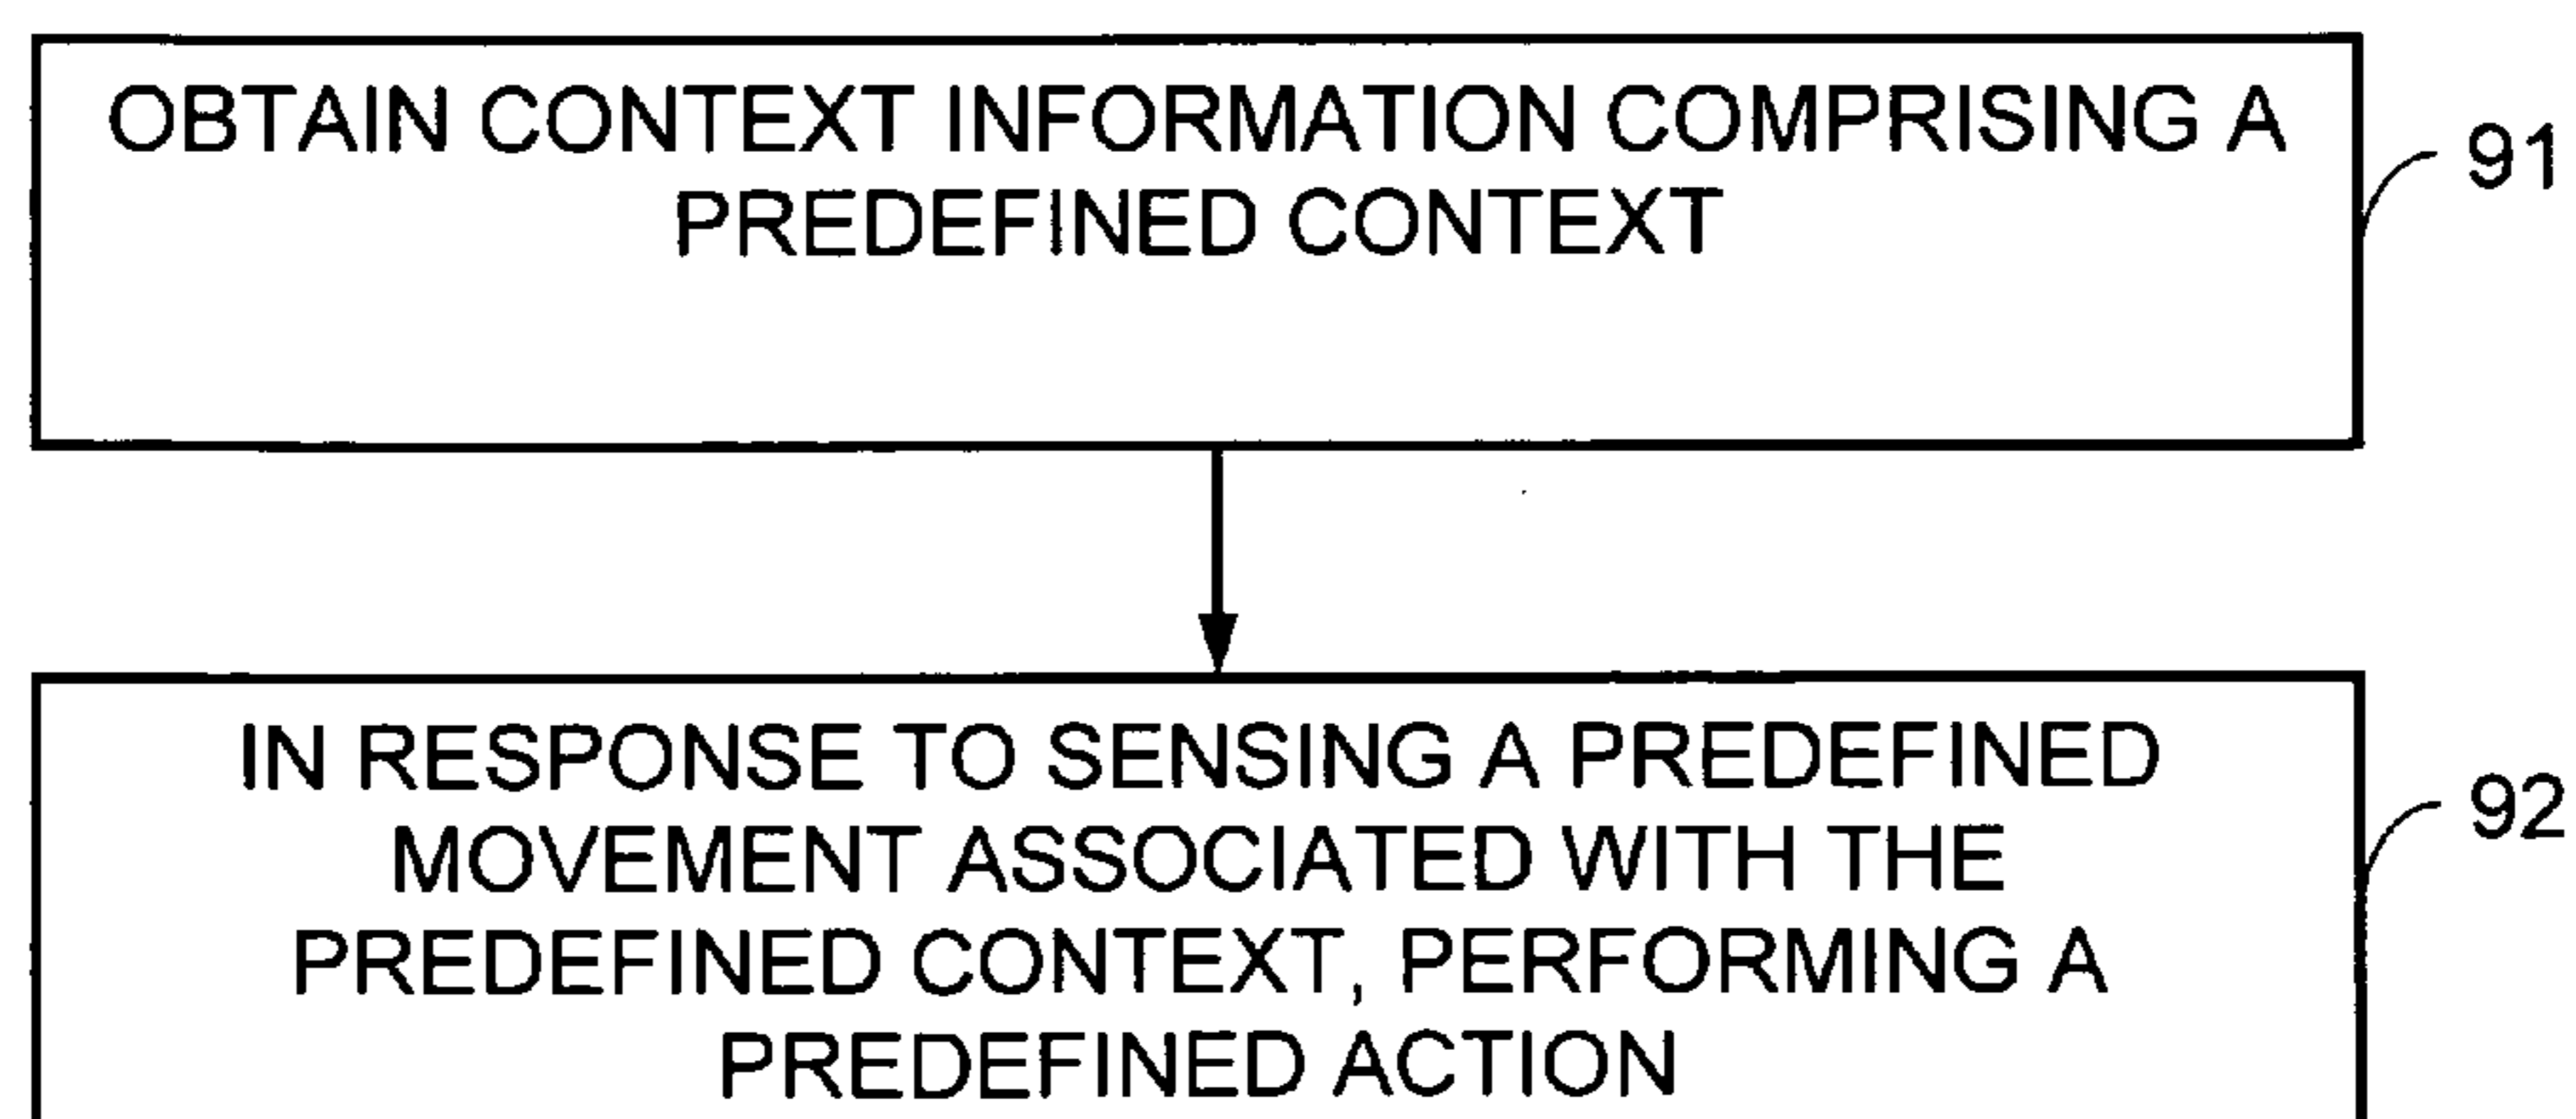 OBTAIN CONTEXT INFORMATION COMPRISING A
PREDEFINED CONTEXT
91
IN RESPONSE TO SENSING A PREDEFINED
MOVEMENT ASSOCIATED WITH THE
PREDEFINED CONTEXT, PERFORMING A
PREDEFINED ACTION
92